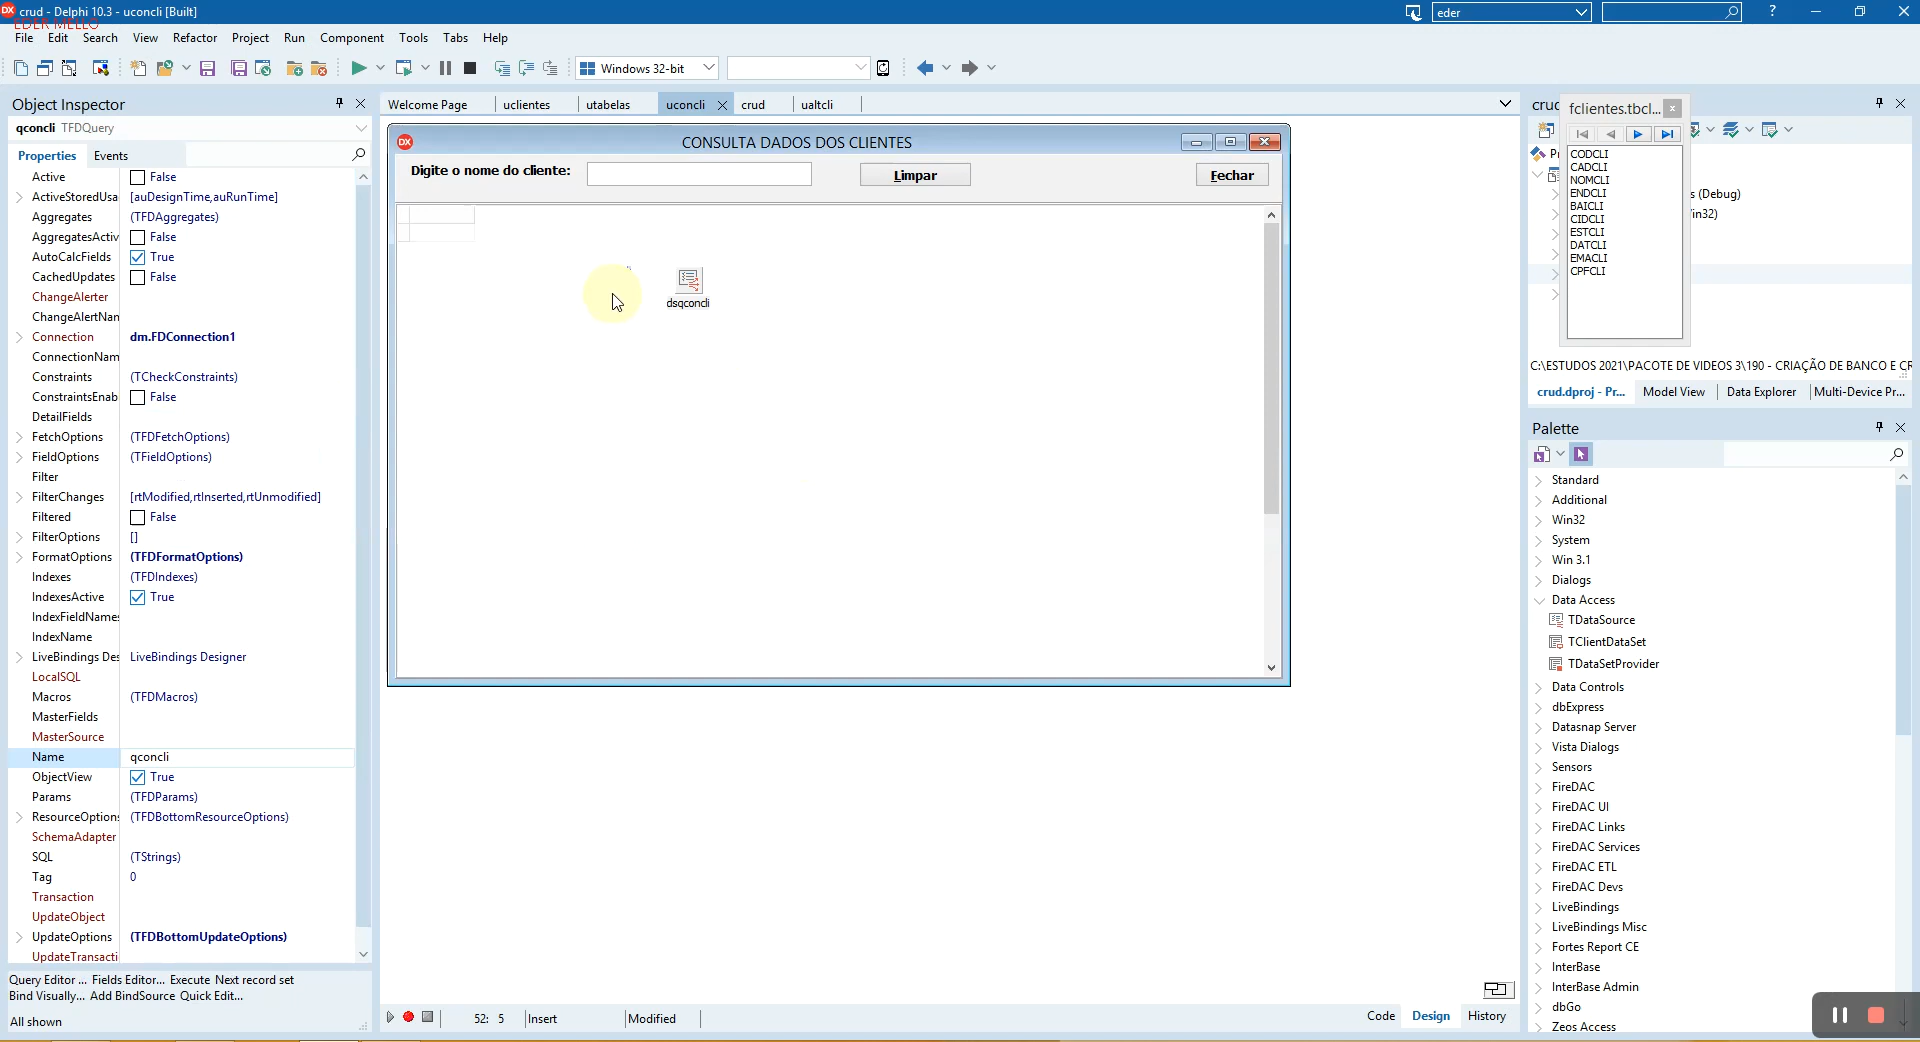 crud - Delphi 10.3 - uconcli [Built]
eder
?
EDER MELLO
File Edit Search View Refactor Project Run Component Tools Tabs Help
Windows 32-bit
Object Inspector
qconcli TFDQuery
Properties Events
Active False
ActiveStoredUsa [auDesignTime,auRunTime]
Aggregates (TFDAggregates)
AggregatesActiv False
AutoCalcFields True
CachedUpdates False
ChangeAlerter
ChangeAlertNan
Connection dm.FDConnection1
ConnectionNam
Constraints (TCheckConstraints)
ConstraintsEnab False
DetailFields
FetchOptions (TFDFetchOptions)
FieldOptions (TFieldOptions)
Filter
FilterChanges [rtModified,rtInserted,rtUnmodified]
Filtered False
FilterOptions []
FormatOptions (TFDFormatOptions)
Indexes (TFDIndexes)
IndexesActive True
IndexFieldNames
IndexName
LiveBindings Des LiveBindings Designer
LocalSQL
Macros (TFDMacros)
MasterFields
MasterSource
Name qconcli
ObjectView True
Params (TFDParams)
ResourceOptions (TFDBottomResourceOptions)
SchemaAdapter
SQL (TStrings)
Tag 0
Transaction
UpdateObject
UpdateOptions (TFDBottomUpdateOptions)
UpdateTransacti
Query Editor ... Fields Editor... Execute Next record set
Bind Visually... Add BindSource Quick Edit...
All shown
Welcome Page uclientes utabelas uconcli crud ualtcli
CONSULTA DADOS DOS CLIENTES
Digite o nome do cliente: Limpar Fechar
dsqconcli
52: 5 Insert Modified
Code Design History
crud
fclientes.tbcl...
CODCLI
CADCLI
NOMCLI
ENDCLI
BAICLI
CIDCLI
ESTCLI
DATCLI
EMACLI
CPFCLI
s (Debug)
in32)
C:\ESTUDOS 2021\PACOTE DE VIDEOS 3\190 - CRIAÇÃO DE BANCO E CR
crud.dproj - Pr... Model View Data Explorer Multi-Device Pr...
Palette
Standard
Additional
Win32
System
Win 3.1
Dialogs
Data Access
TDataSource
TClientDataSet
TDataSetProvider
Data Controls
dbExpress
Datasnap Server
Vista Dialogs
Sensors
FireDAC
FireDAC UI
FireDAC Links
FireDAC Services
FireDAC ETL
FireDAC Devs
LiveBindings
LiveBindings Misc
Fortes Report CE
InterBase
InterBase Admin
dbGo
Zeos Access